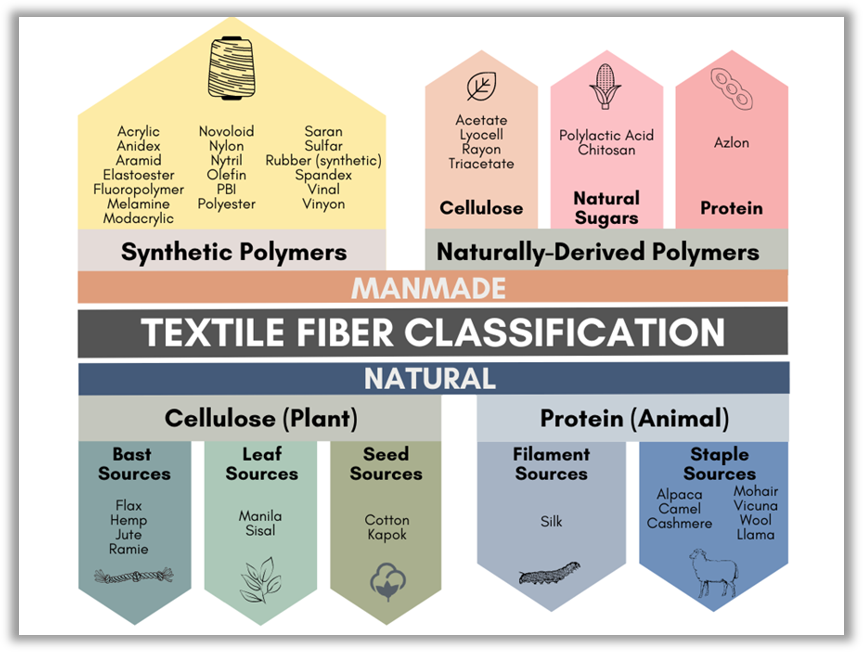 Acrylic
Anidex
Aramid
Elastoester
Fluoropolymer
Melamine
Modacrylic
Novoloid
Nylon
Nytril
Olefin
PBI
Polyester
Saran
Sulfar
Rubber (synthetic)
Spandex
Vinal
Vinyon
Synthetic Polymers
Acetate
Lyocell
Rayon
Triacetate
Cellulose
Polylactic Acid
Chitosan
Natural
Sugars
Azlon
Protein
Naturally-Derived Polymers
MANMADE
TEXTILE FIBER CLASSIFICATION
NATURAL
Cellulose (Plant)
Bast
Sources
Flax
Hemp
Jute
Ramie
Leaf
Sources
Manila
Sisal
Seed
Sources
Cotton
Kapok
Protein (Animal)
Filament
Sources
Silk
Staple
Sources
Alpaca
Camel
Cashmere
Mohair
Vicuna
Wool
Llama